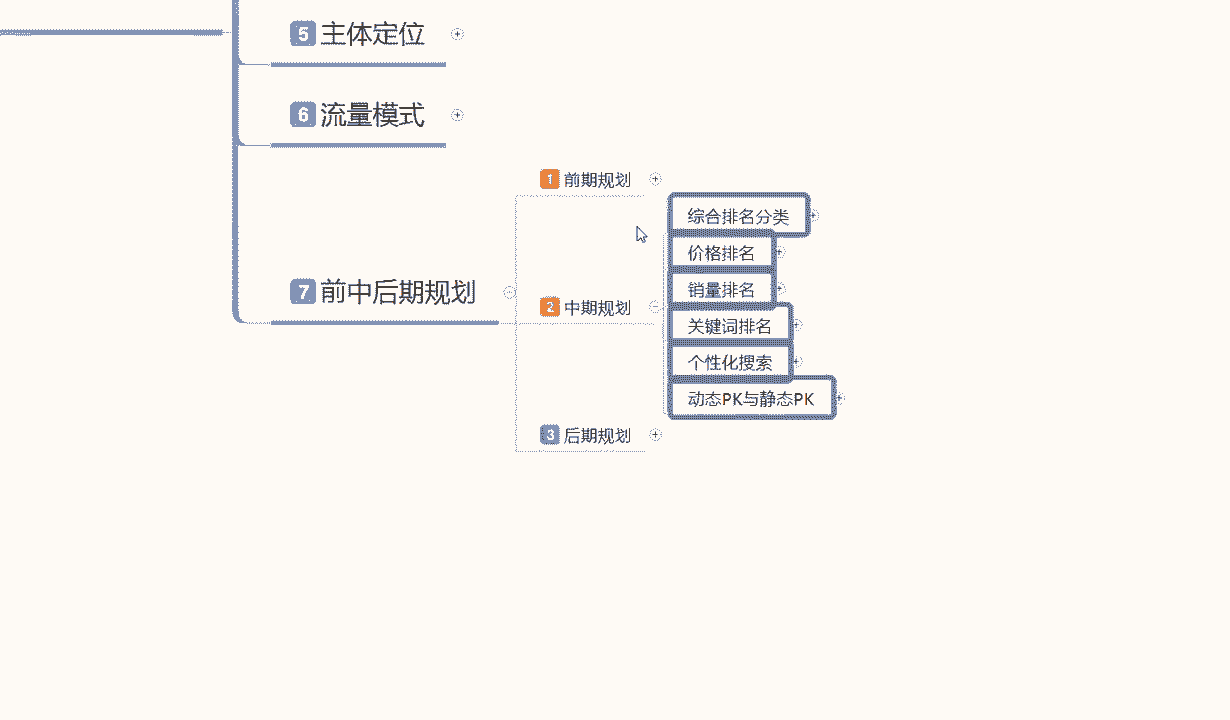 5 主体定位
6 流量模式
1 前期规划
综合排名分类
价格排名
销量排名
7 前中后期规划
2 中期规划
关键词排名
个性化搜索
动态PK与静态PK
3 后期规划